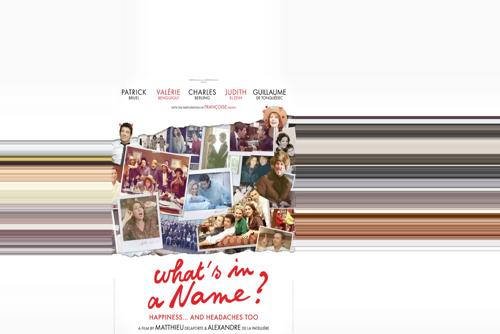 PATRICK VALÉRIE CHARLES JUDITH GUILLAUME
BRUEL BENGUIGUI BERLING EL ZEIN DE TONQUÉDEC
WITH THE PARTICIPATION OF FRANÇOISE
what's in
a Name?
HAPPINESS... AND HEADACHES TOO
A FILM BY MATTHIEU DELAPORTE & ALEXANDRE DE LA PATELLIÈRE